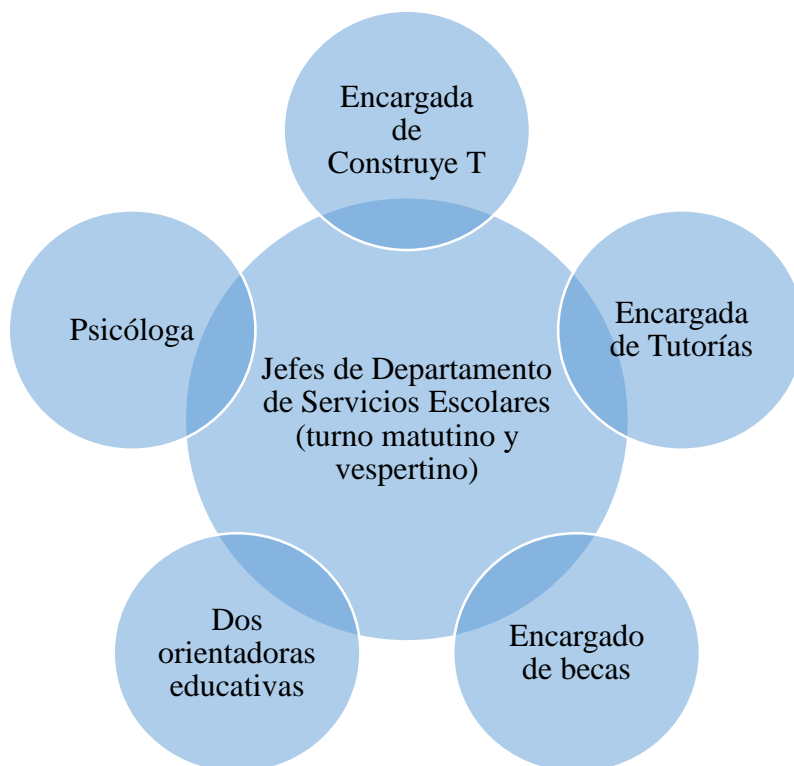 Encargada
de
Construye T
Psicóloga
Encargada
de Tutorías
Jefes de Departamento
de Servicios Escolares
(turno matutino y
vespertino)
Dos
orientadoras
educativas
Encargado
de becas